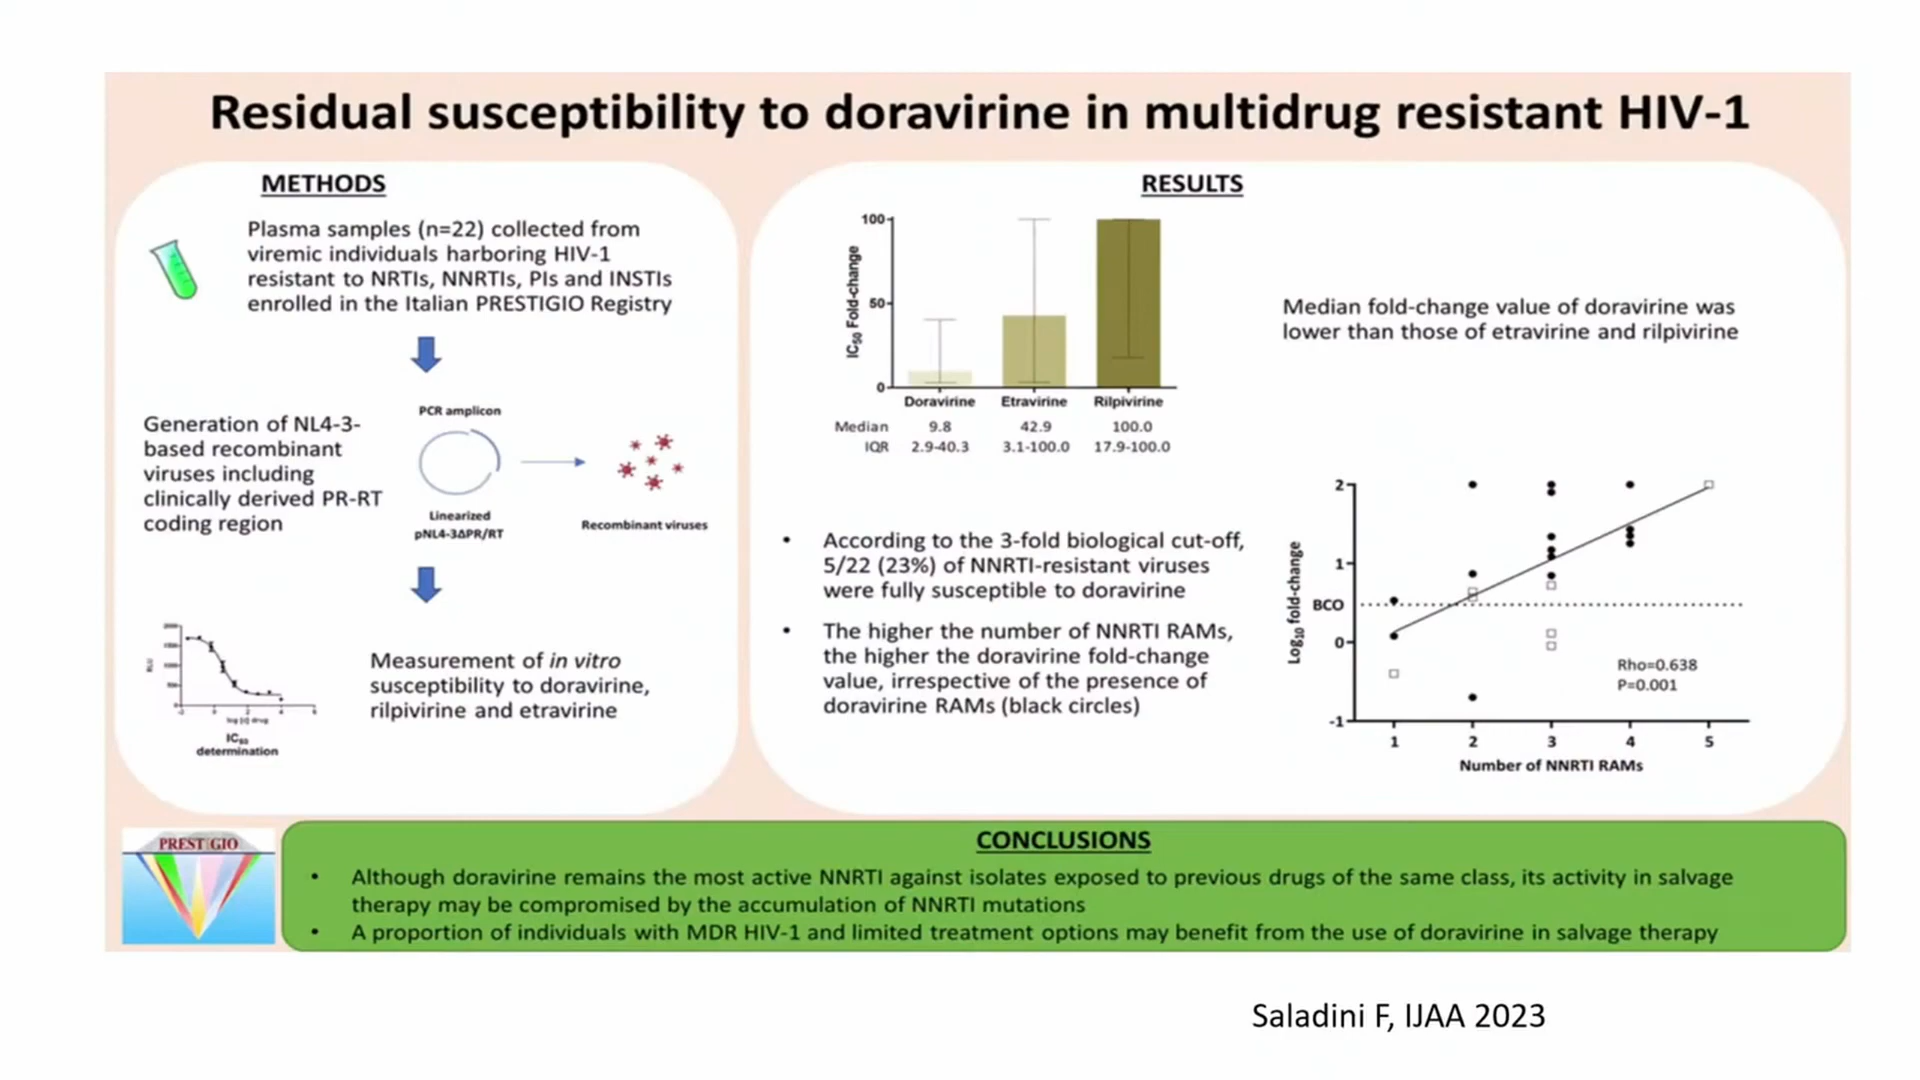 Residual susceptibility to doravirine in multidrug resistant HIV-1
METHODS
Plasma samples (n=22) collected from
viremic individuals harboring HIV-1
resistant to NRTIs, NNRTIs, PIs and INSTIs
enrolled in the Italian PRESTIGIO Registry
Generation of NL4-3-
based recombinant
viruses including
clinically derived PR-RT
coding region
PCR amplicon
Linearized
pNL4-3ΔPR/RT
Recombinant viruses
RLU
-2 0 2 4 6
log [c] drug
IC50
determination
Measurement of in vitro
susceptibility to doravirine,
rilpivirine and etravirine
RESULTS
IC50 Fold-change
100
50
0
Doravirine Etravirine Rilpivirine
Median 9.8 42.9 100.0
IQR 2.9-40.3 3.1-100.0 17.9-100.0
Median fold-change value of doravirine was
lower than those of etravirine and rilpivirine
• According to the 3-fold biological cut-off,
5/22 (23%) of NNRTI-resistant viruses
were fully susceptible to doravirine
• The higher the number of NNRTI RAMs,
the higher the doravirine fold-change
value, irrespective of the presence of
doravirine RAMs (black circles)
Log10 fold-change
2
1
BCO
0
-1
Rho=0.638
P=0.001
1 2 3 4 5
Number of NNRTI RAMs
PRESTIGIO
CONCLUSIONS
• Although doravirine remains the most active NNRTI against isolates exposed to previous drugs of the same class, its activity in salvage
therapy may be compromised by the accumulation of NNRTI mutations
• A proportion of individuals with MDR HIV-1 and limited treatment options may benefit from the use of doravirine in salvage therapy
Saladini F, IJAA 2023